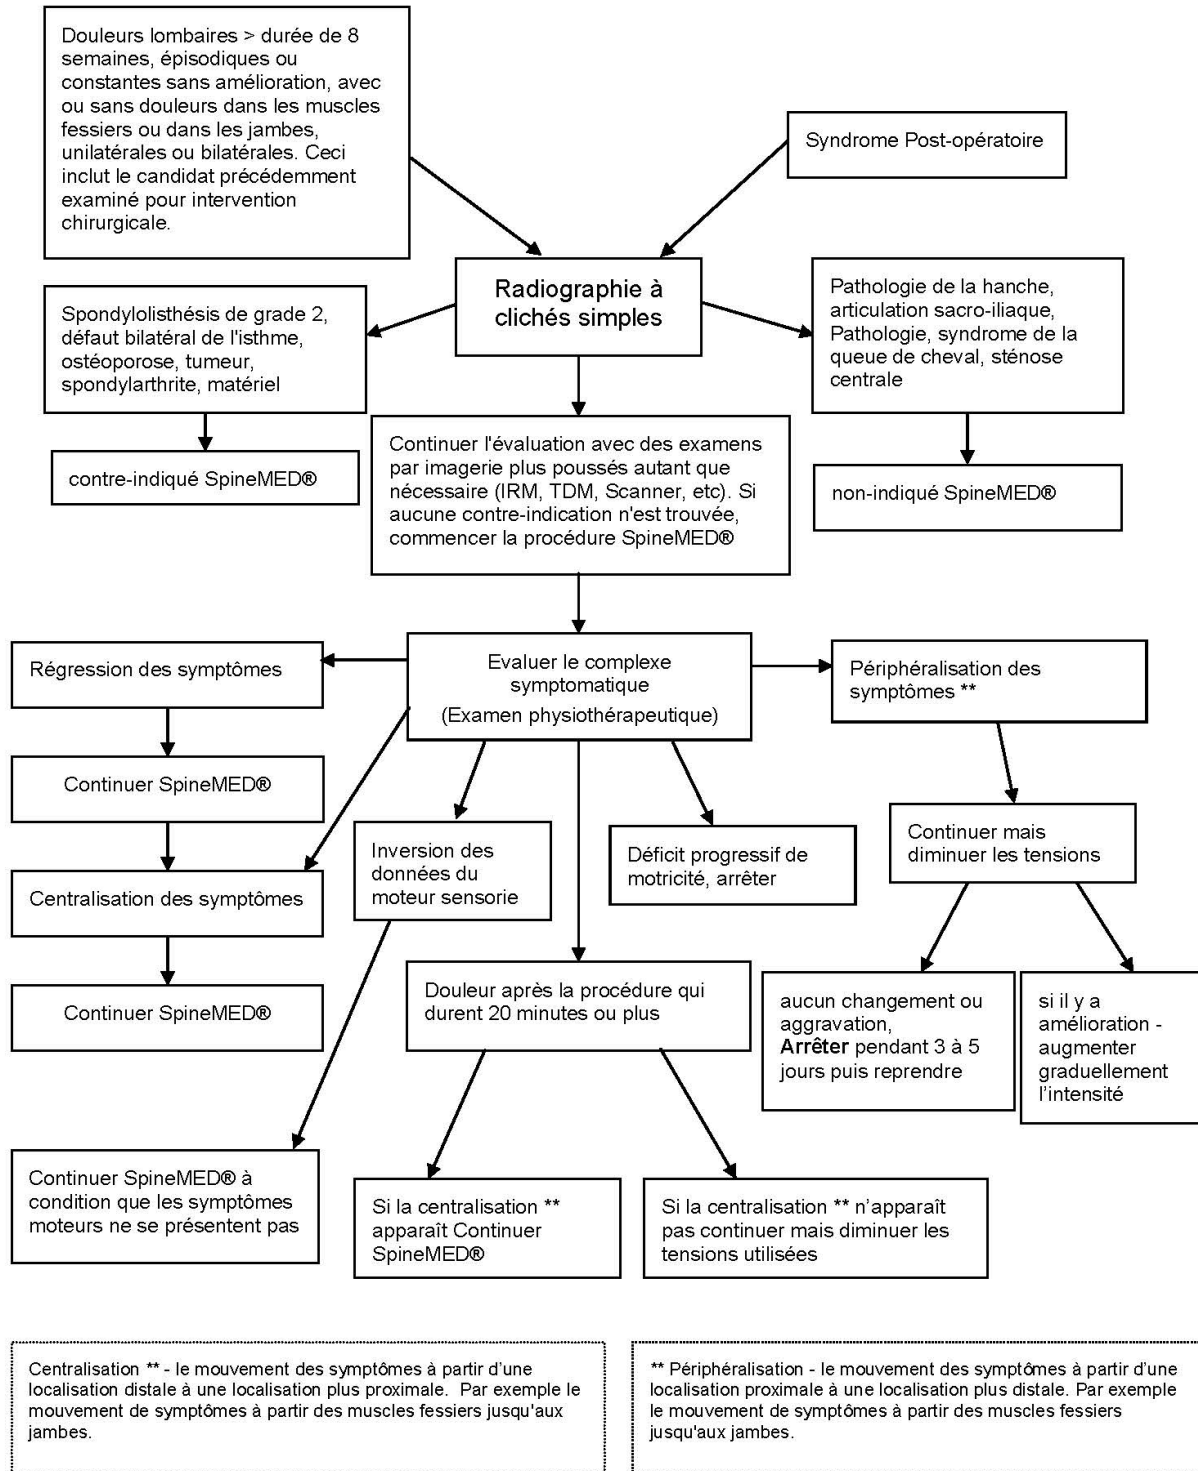 Douleurs lombaires > durée de 8
semaines, épisodiques ou
constantes sans amélioration, avec
ou sans douleurs dans les muscles
fessiers ou dans les jambes,
unilatérales ou bilatérales. Ceci
inclut le candidat précédemment
examiné pour intervention
chirurgicale.
Syndrome Post-opératoire
Radiographie à
clichés simples
Spondylolisthésis de grade 2,
défaut bilatéral de l'isthme,
ostéoporose, tumeur,
spondylarthrite, matériel
Pathologie de la hanche,
articulation sacro-iliaque,
Pathologie, syndrome de la
queue de cheval, sténose
centrale
contre-indiqué SpineMED®
Continuer l'évaluation avec des examens
par imagerie plus poussés autant que
nécessaire (IRM, TDM, Scanner, etc). Si
aucune contre-indication n'est trouvée,
commencer la procédure SpineMED®
non-indiqué SpineMED®
Régression des symptômes
Evaluer le complexe
symptomatique
(Examen physiothérapeutique)
Périphéralisation des
symptômes **
Continuer SpineMED®
Inversion des
données du
moteur sensorie
Déficit progressif de
motricité, arrêter
Continuer mais
diminuer les tensions
Centralisation des symptômes
Continuer SpineMED®
Douleur après la procédure qui
durent 20 minutes ou plus
aucun changement ou
aggravation,
Arrêter pendant 3 à 5
jours puis reprendre
si il y a
amélioration -
augmenter
graduellement
l’intensité
Continuer SpineMED® à
condition que les symptômes
moteurs ne se présentent pas
Si la centralisation **
apparaît Continuer
SpineMED®
Si la centralisation ** n’apparaît
pas continuer mais diminuer les
tensions utilisées
Centralisation ** - le mouvement des symptômes à partir d’une
localisation distale à une localisation plus proximale. Par exemple le
mouvement de symptômes à partir des muscles fessiers jusqu'aux
jambes.
** Périphéralisation - le mouvement des symptômes à partir d’une
localisation proximale à une localisation plus distale. Par exemple
le mouvement de symptômes à partir des muscles fessiers
jusqu'aux jambes.